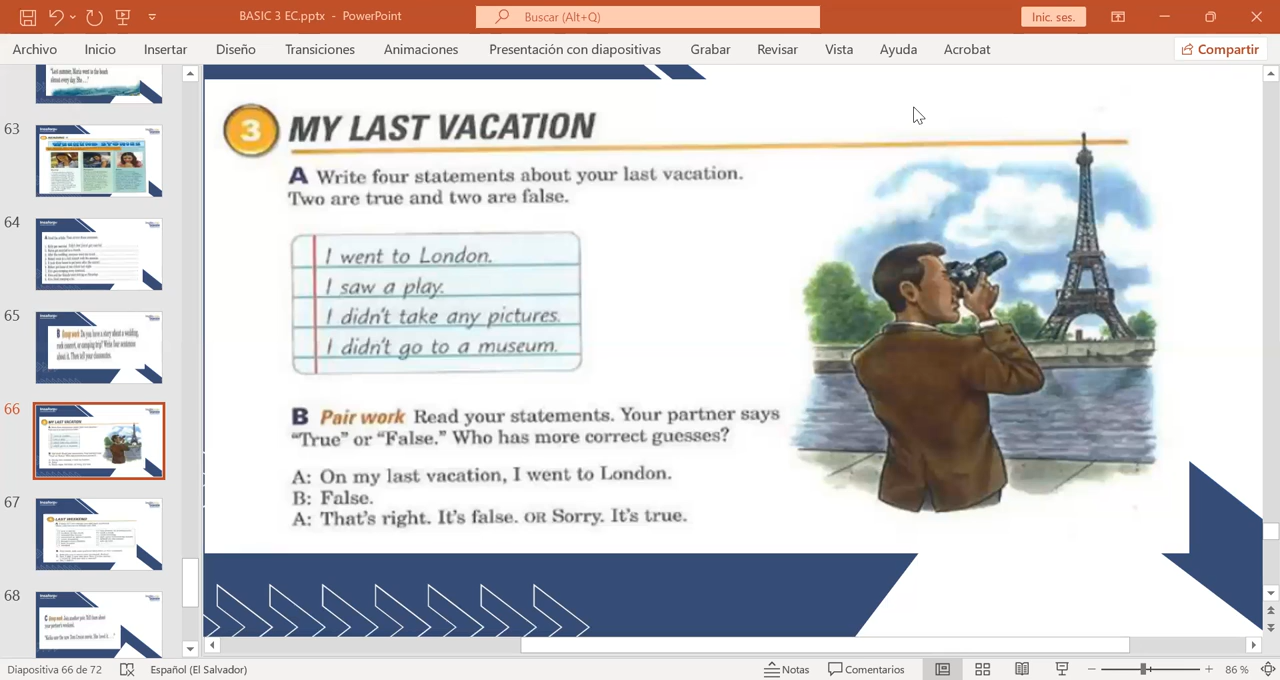 BASIC 3 EC.pptx - PowerPoint
Buscar (Alt+Q)
Inic. ses.
Archivo Inicio Insertar Diseño Transiciones Animaciones Presentación con diapositivas Grabar Revisar Vista Ayuda Acrobat Compartir
63
64
65
66
67
68
3 MY LAST VACATION
A Write four statements about your last vacation.
Two are true and two are false.
I went to London.
I saw a play.
I didn't take any pictures.
I didn't go to a museum.
B Pair work Read your statements. Your partner says
"True" or "False." Who has more correct guesses?
A: On my last vacation, I went to London.
B: False.
A: That's right. It's false. OR Sorry. It's true.
Diapositiva 66 de 72 Español (El Salvador) Notas Comentarios 86 %